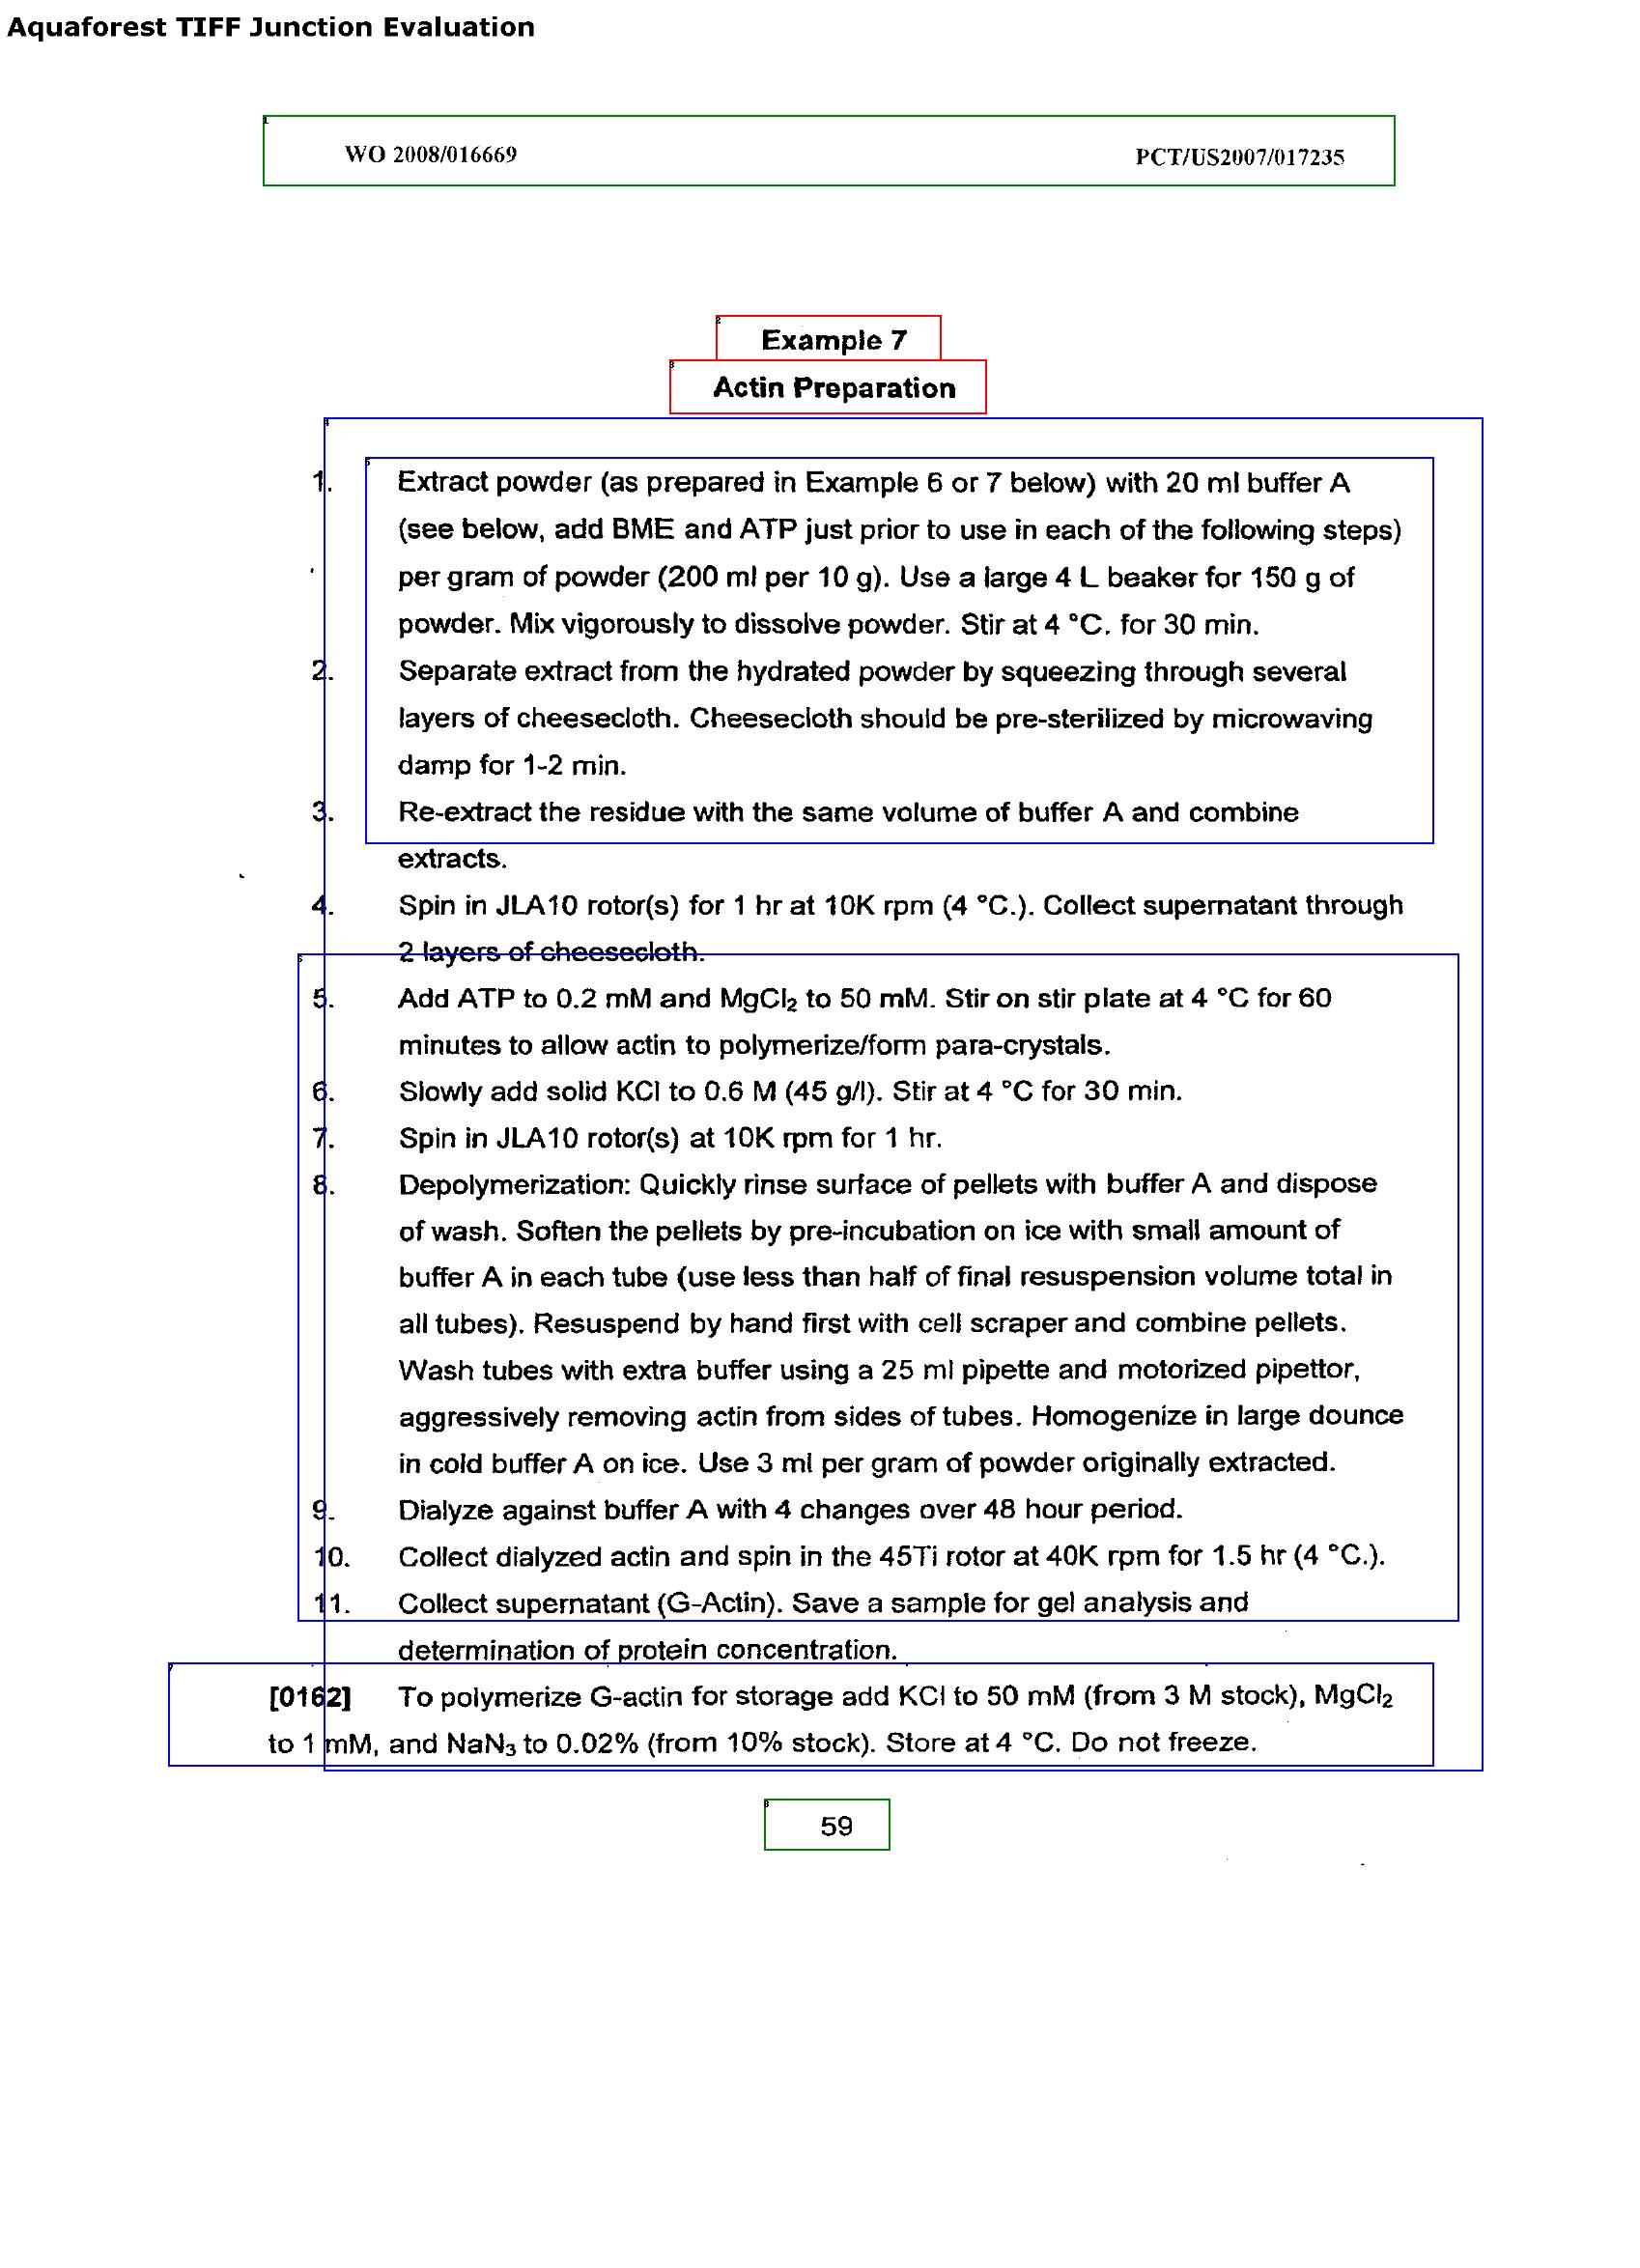 Aquaforest TIFF Junction Evaluation
WO 2008/016669 PCT/US2007/017235
Example 7
Actin Preparation
1. Extract powder (as prepared in Example 6 or 7 below) with 20 ml buffer A
(see below, add BME and ATP just prior to use in each of the following steps)
per gram of powder (200 ml per 10 g). Use a large 4 L beaker for 150 g of
powder. Mix vigorously to dissolve powder. Stir at 4 °C. for 30 min.
2. Separate extract from the hydrated powder by squeezing through several
layers of cheesecloth. Cheesecloth should be pre-sterilized by microwaving
damp for 1-2 min.
3. Re-extract the residue with the same volume of buffer A and combine
extracts.
4. Spin in JLA10 rotor(s) for 1 hr at 10K rpm (4 °C.). Collect supernatant through
2 layers of cheesecloth.
5. Add ATP to 0.2 mM and MgCl₂ to 50 mM. Stir on stir plate at 4 °C for 60
minutes to allow actin to polymerize/form para-crystals.
6. Slowly add solid KCl to 0.6 M (45 g/l). Stir at 4 °C for 30 min.
7. Spin in JLA10 rotor(s) at 10K rpm for 1 hr.
8. Depolymerization: Quickly rinse surface of pellets with buffer A and dispose
of wash. Soften the pellets by pre-incubation on ice with small amount of
buffer A in each tube (use less than half of final resuspension volume total in
all tubes). Resuspend by hand first with cell scraper and combine pellets.
Wash tubes with extra buffer using a 25 ml pipette and motorized pipettor,
aggressively removing actin from sides of tubes. Homogenize in large dounce
in cold buffer A on ice. Use 3 ml per gram of powder originally extracted.
9. Dialyze against buffer A with 4 changes over 48 hour period.
10. Collect dialyzed actin and spin in the 45Ti rotor at 40K rpm for 1.5 hr (4 °C.).
11. Collect supernatant (G-Actin). Save a sample for gel analysis and
determination of protein concentration.
[0162] To polymerize G-actin for storage add KCl to 50 mM (from 3 M stock), MgCl₂
to 1 mM, and NaN₃ to 0.02% (from 10% stock). Store at 4 °C. Do not freeze.
59